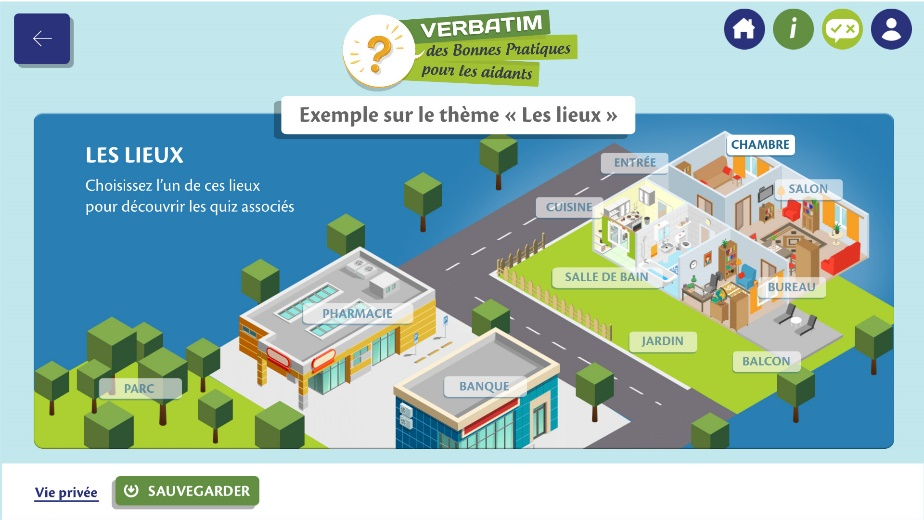 VERBATIM
des Bonnes Pratiques
pour les aidants
Exemple sur le thème « Les lieux »
LES LIEUX
Choisissez l'un de ces lieux
pour découvrir les quiz associés
CHAMBRE
ENTRÉE
SALON
CUISINE
SALLE DE BAIN
BUREAU
PHARMACIE
JARDIN
BALCON
PARC
BANQUE
Vie privée
SAUVEGARDER